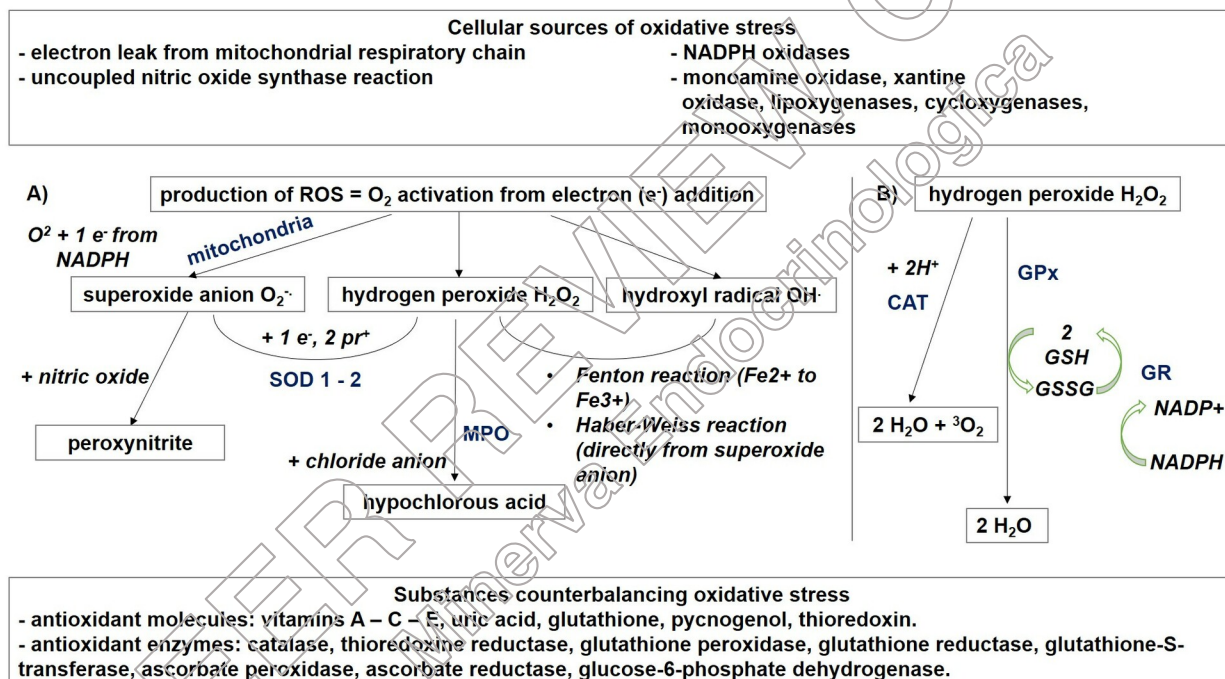 Cellular sources of oxidative stress
- electron leak from mitochondrial respiratory chain
- uncoupled nitric oxide synthase reaction
- NADPH oxidases
- monoamine oxidase, xantine
oxidase, lipoxygenases, cycloxygenases,
monooxygenases
A)
production of ROS = O₂ activation from electron (e⁻) addition
O² + 1 e⁻ from
NADPH
mitochondria
superoxide anion O₂⁻·
hydrogen peroxide H₂O₂
hydroxyl radical OH·
+ 1 e⁻, 2 pr⁺
SOD 1 - 2
+ nitric oxide
peroxynitrite
MPO
+ chloride anion
hypochlorous acid
• Fenton reaction (Fe2+ to
Fe3+)
• Haber-Weiss reaction
(directly from superoxide
anion)
B)
hydrogen peroxide H₂O₂
+ 2H⁺
CAT
GPx
2
GSH
GSSG
GR
NADP+
NADPH
2 H₂O + ³O₂
2 H₂O
Substances counterbalancing oxidative stress
- antioxidant molecules: vitamins A – C – E, uric acid, glutathione, pycnogenol, thioredoxin.
- antioxidant enzymes: catalase, thioredoxine reductase, glutathione peroxidase, glutathione reductase, glutathione-S-
transferase, ascorbate peroxidase, ascorbate reductase, glucose-6-phosphate dehydrogenase.
ER REVIEW C
Minerva Endocrinologica